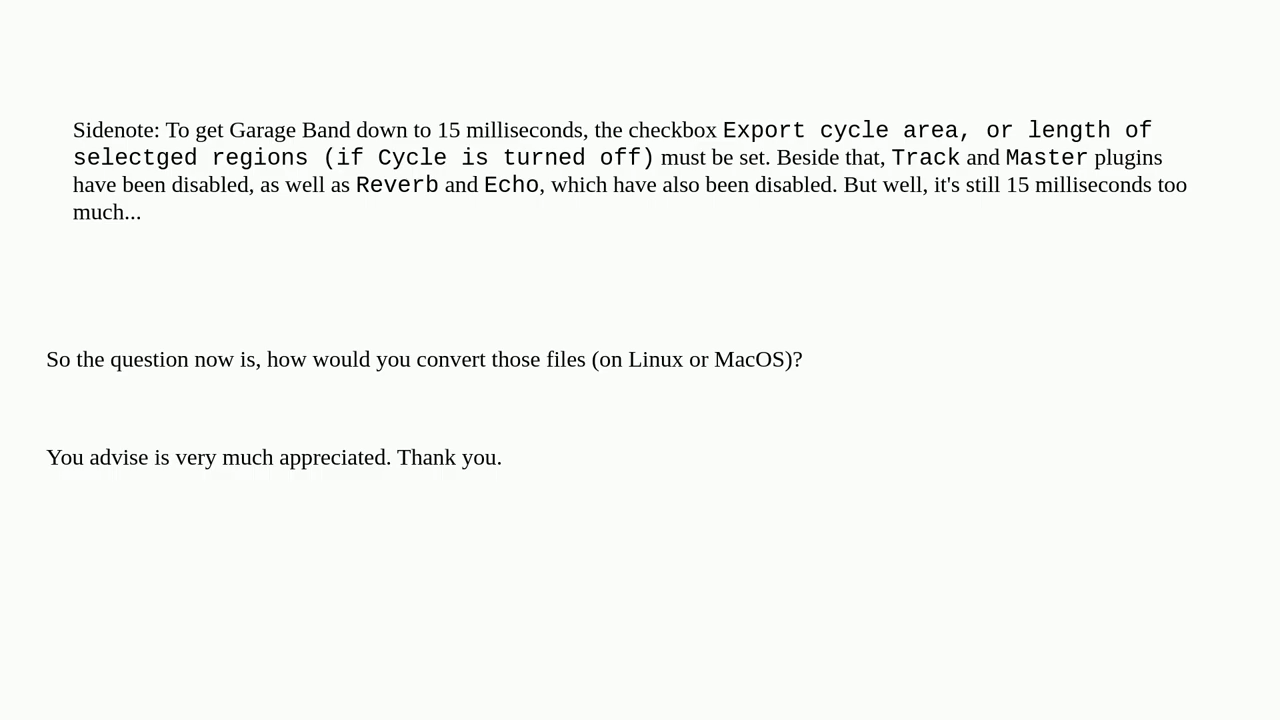 Sidenote: To get Garage Band down to 15 milliseconds, the checkbox Export cycle area, or length of
selectged regions (if Cycle is turned off) must be set. Beside that, Track and Master plugins
have been disabled, as well as Reverb and Echo, which have also been disabled. But well, it's still 15 milliseconds too
much...
So the question now is, how would you convert those files (on Linux or MacOS)?
You advise is very much appreciated. Thank you.